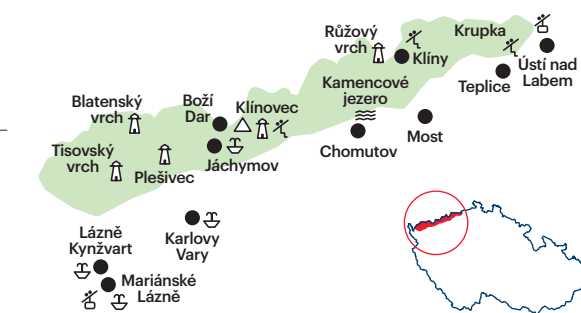 Krupka
Růžový
vrch
Klíny
Ústí nad
Labem
Teplice
Kamencové
jezero
Most
Chomutov
Blatenský
vrch
Boží
Dar
Klínovec
Tisovský
vrch
Plešivec
Jáchymov
Karlovy
Vary
Lázně
Kynžvart
Mariánské
Lázně